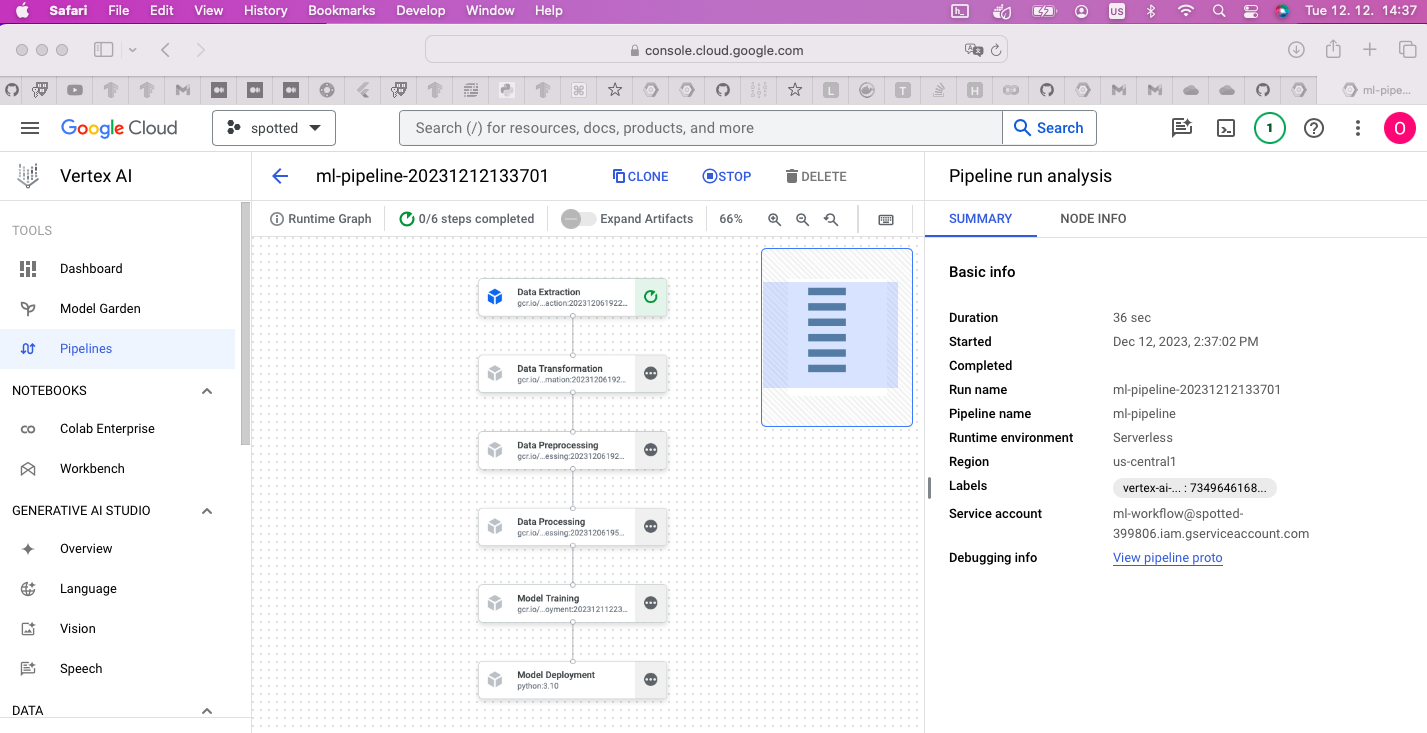 Safari File Edit View History Bookmarks Develop Window Help US Tue 12. 12. 14:37
console.cloud.google.com
L T H ml-pipe...
Google Cloud spotted Search (/) for resources, docs, products, and more Search 1 ? O
Vertex AI
ml-pipeline-20231212133701 CLONE STOP DELETE
Pipeline run analysis
Runtime Graph 0/6 steps completed Expand Artifacts 66%
SUMMARY NODE INFO
TOOLS
Dashboard
Model Garden
Pipelines
NOTEBOOKS
Colab Enterprise
Workbench
GENERATIVE AI STUDIO
Overview
Language
Vision
Speech
DATA
Data Extraction
gcr.io/...action:202312061922...
Data Transformation
gcr.io/...mation:20231206192...
Data Preprocessing
gcr.io/...essing:20231206192...
Data Processing
gcr.io/...essing:20231206195...
Model Training
gcr.io/...oyment:20231211223...
Model Deployment
python:3.10
Basic info
Duration 36 sec
Started Dec 12, 2023, 2:37:02 PM
Completed
Run name ml-pipeline-20231212133701
Pipeline name ml-pipeline
Runtime environment Serverless
Region us-central1
Labels vertex-ai-... : 7349646168...
Service account ml-workflow@spotted-
399806.iam.gserviceaccount.com
Debugging info View pipeline proto